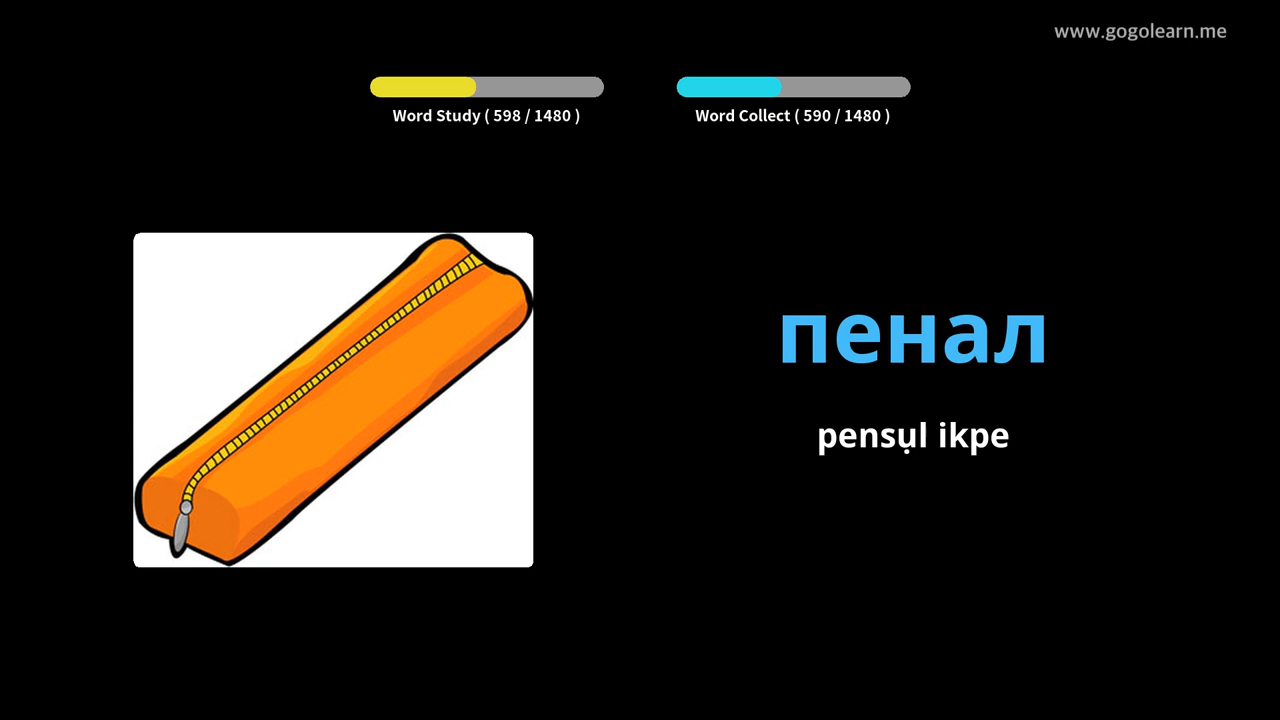 www.gogolearn.me
Word Study ( 598 / 1480 )
Word Collect ( 590 / 1480 )
пенал
pensụl ikpe